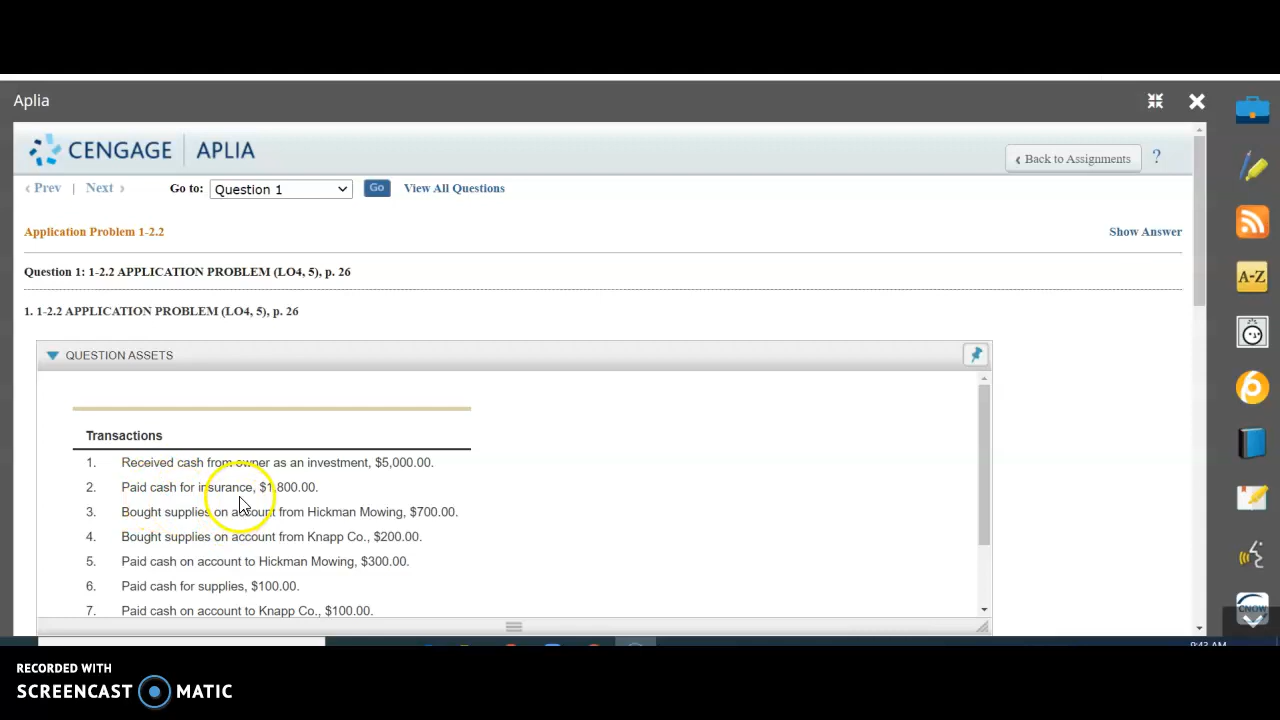 Aplia
CENGAGE | APLIA
‹ Back to Assignments ?
‹ Prev | Next › Go to: Question 1 Go View All Questions
Application Problem 1-2.2 Show Answer
Question 1: 1-2.2 APPLICATION PROBLEM (LO4, 5), p. 26
1. 1-2.2 APPLICATION PROBLEM (LO4, 5), p. 26
QUESTION ASSETS
Transactions
1. Received cash from owner as an investment, $5,000.00.
2. Paid cash for insurance, $1,800.00.
3. Bought supplies on account from Hickman Mowing, $700.00.
4. Bought supplies on account from Knapp Co., $200.00.
5. Paid cash on account to Hickman Mowing, $300.00.
6. Paid cash for supplies, $100.00.
7. Paid cash on account to Knapp Co., $100.00.
A-Z
CNOW
9:43 AM
RECORDED WITH
SCREENCAST MATIC